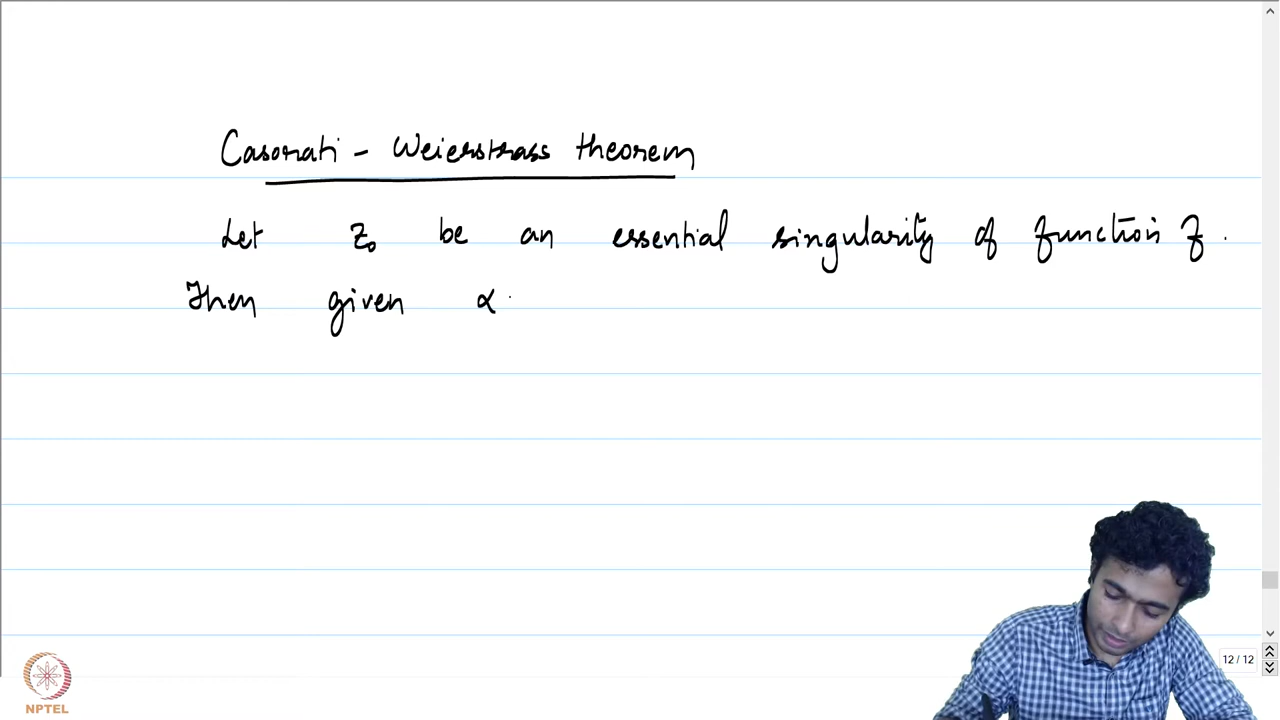 Casorati - Weierstrass theorem
Let z₀ be an essential singularity of function f.
Then given α
12 / 12
NPTEL